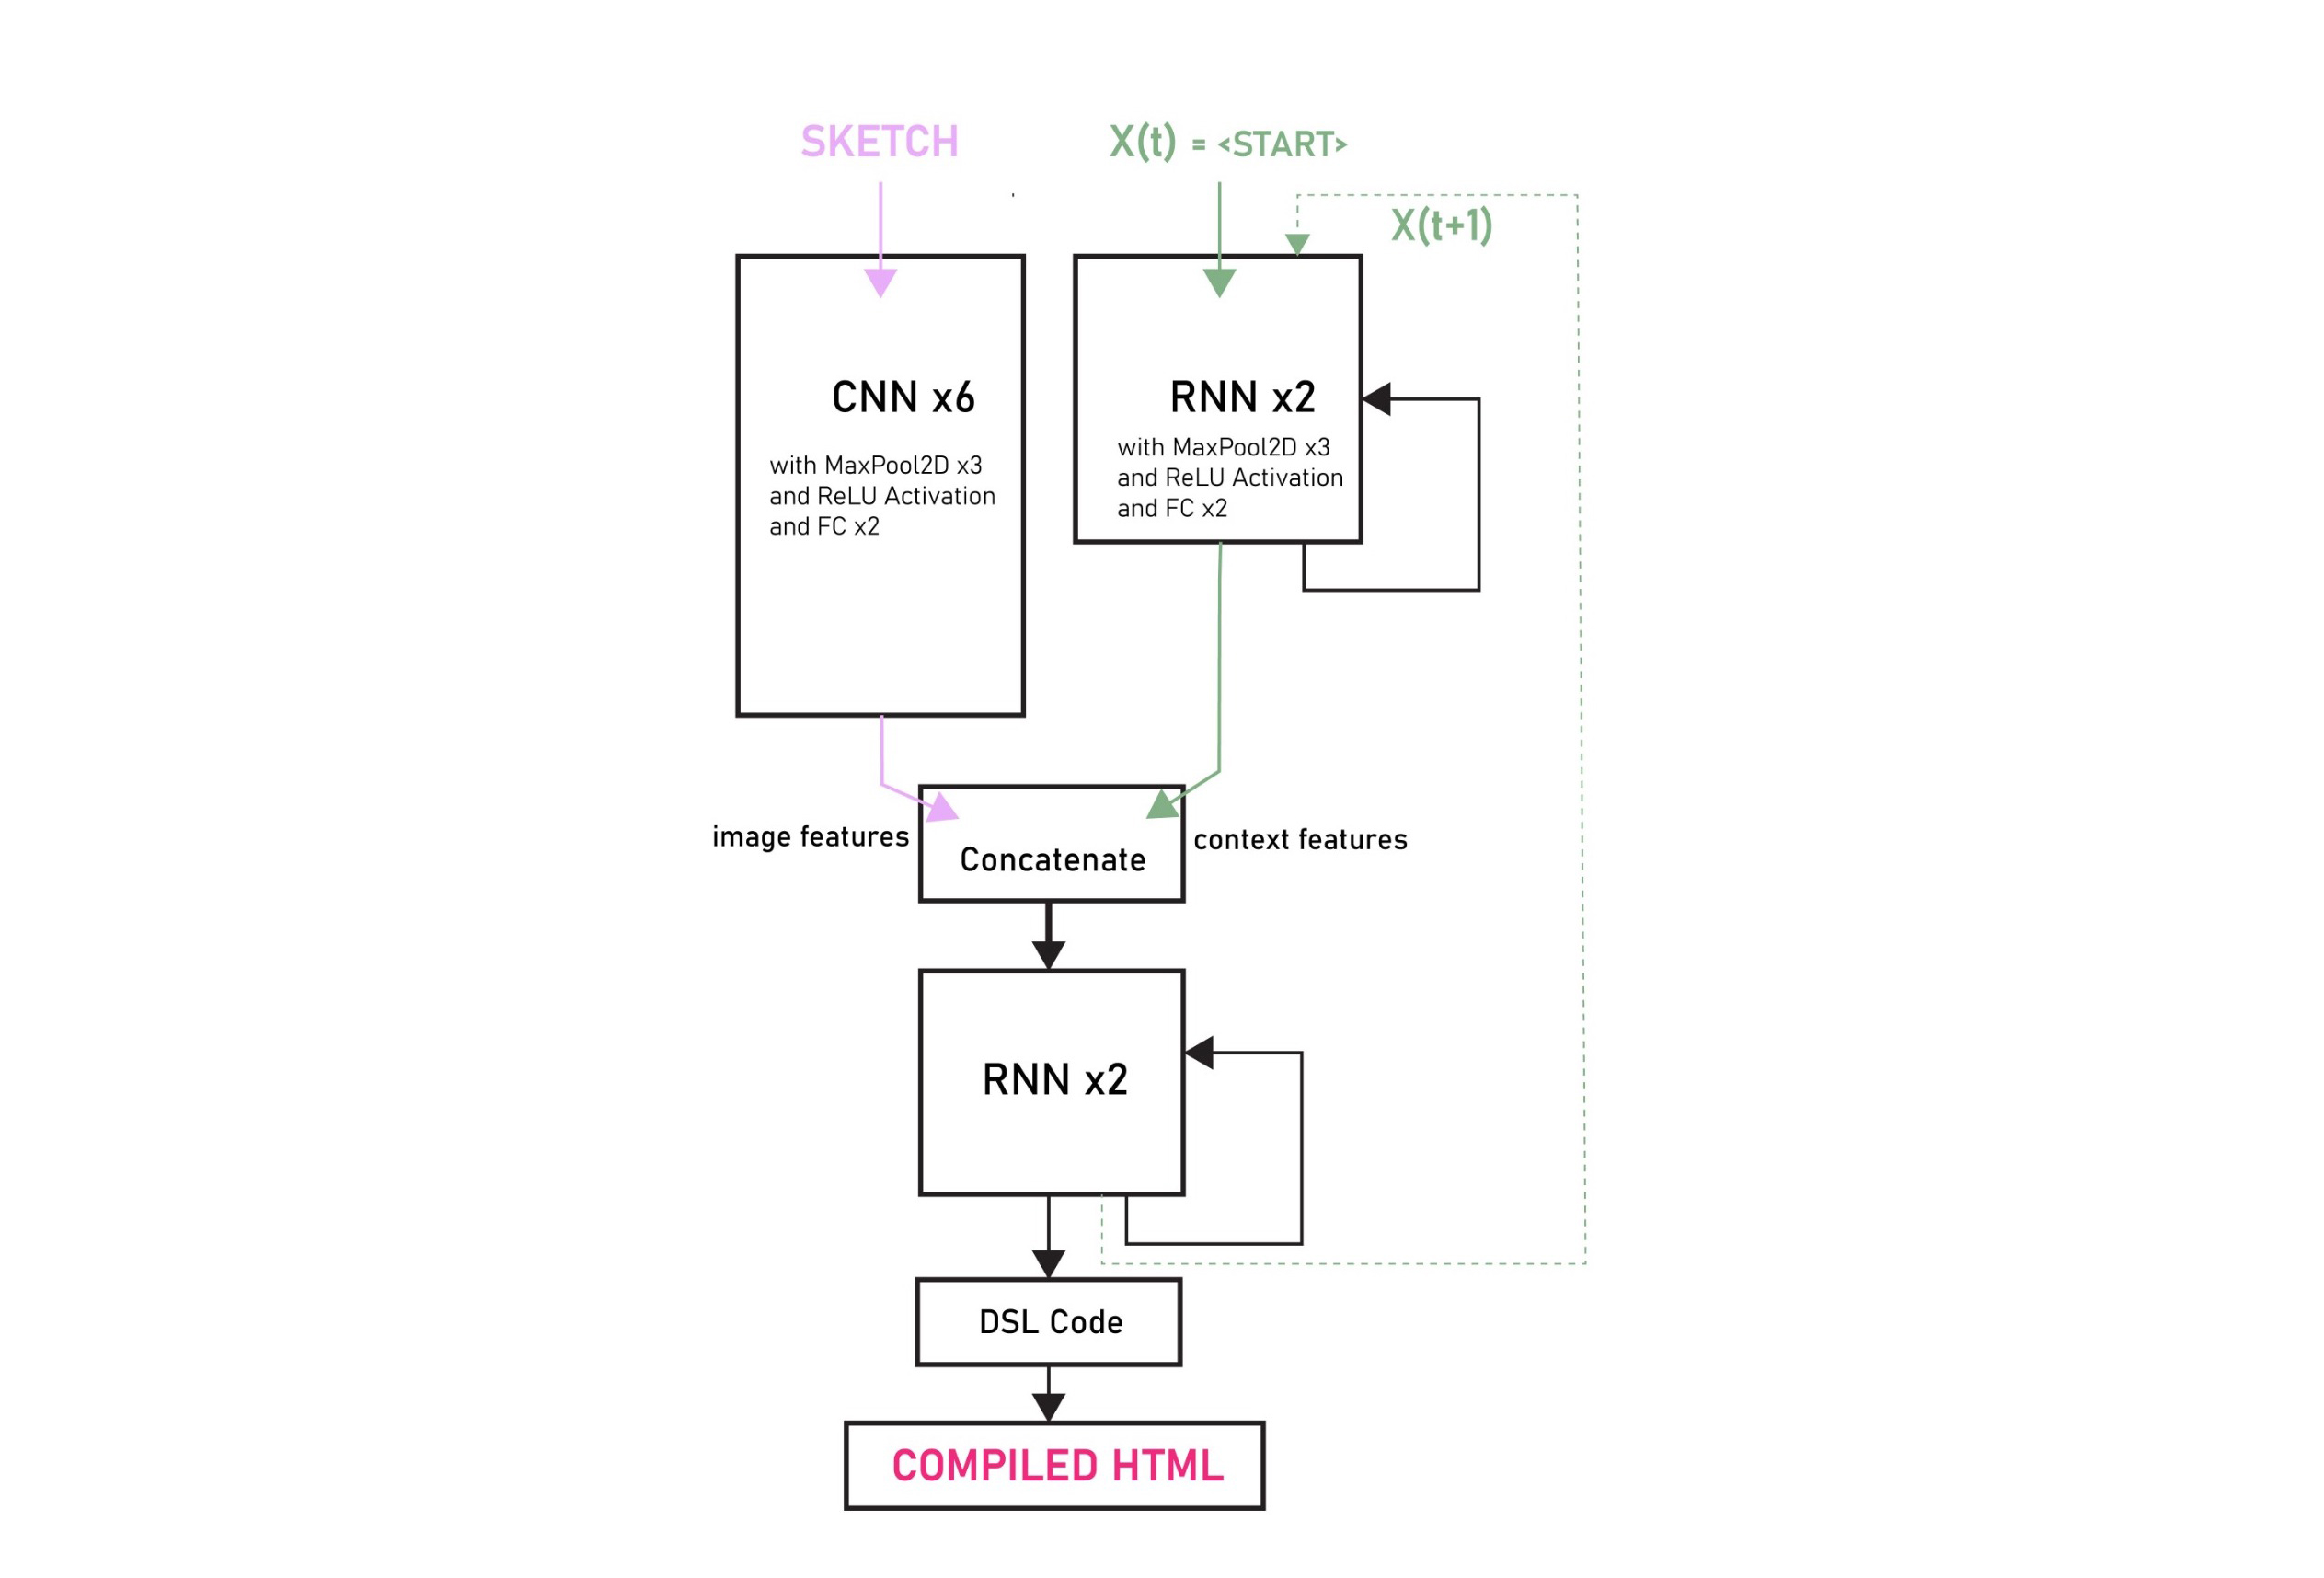 SKETCH
X(t) = <START>
X(t+1)
CNN x6
with MaxPool2D x3
and ReLU Activation
and FC x2
RNN x2
with MaxPool2D x3
and ReLU Activation
and FC x2
image features
Concatenate
context features
RNN x2
DSL Code
COMPILED HTML